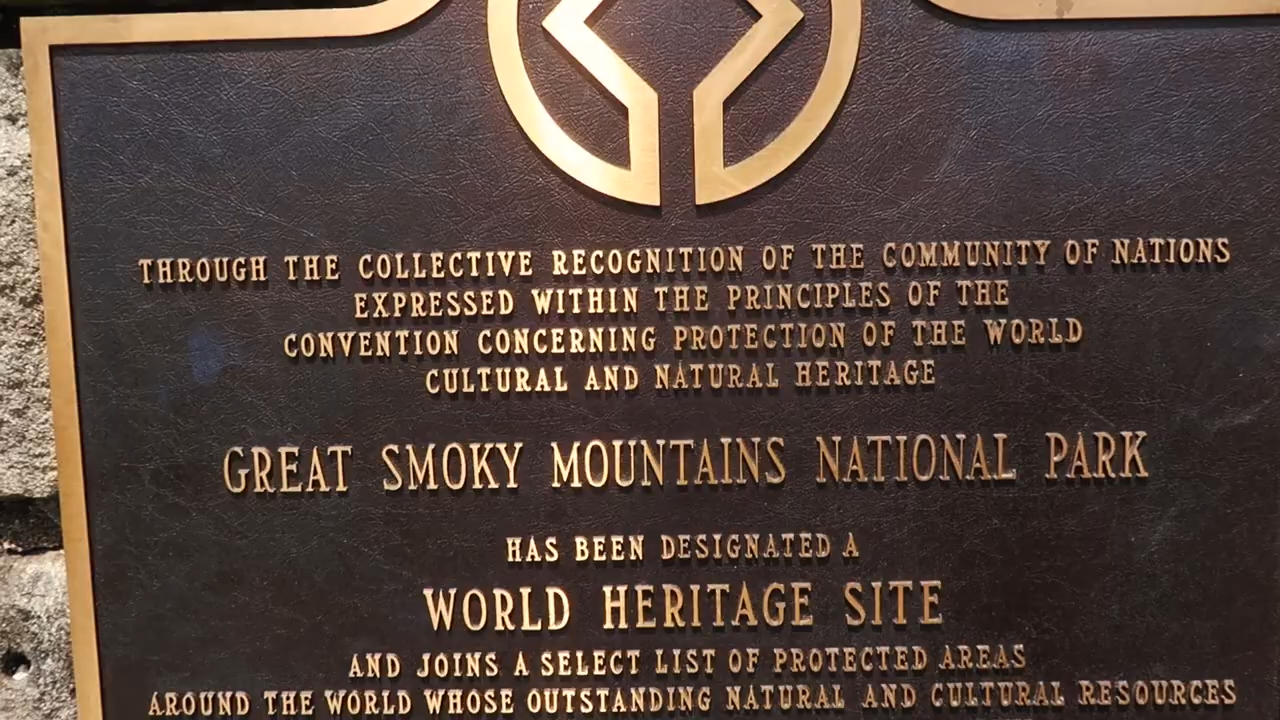 THROUGH THE COLLECTIVE RECOGNITION OF THE COMMUNITY OF NATIONS
EXPRESSED WITHIN THE PRINCIPLES OF THE
CONVENTION CONCERNING PROTECTION OF THE WORLD
CULTURAL AND NATURAL HERITAGE
GREAT SMOKY MOUNTAINS NATIONAL PARK
HAS BEEN DESIGNATED A
WORLD HERITAGE SITE
AND JOINS A SELECT LIST OF PROTECTED AREAS
AROUND THE WORLD WHOSE OUTSTANDING NATURAL AND CULTURAL RESOURCES